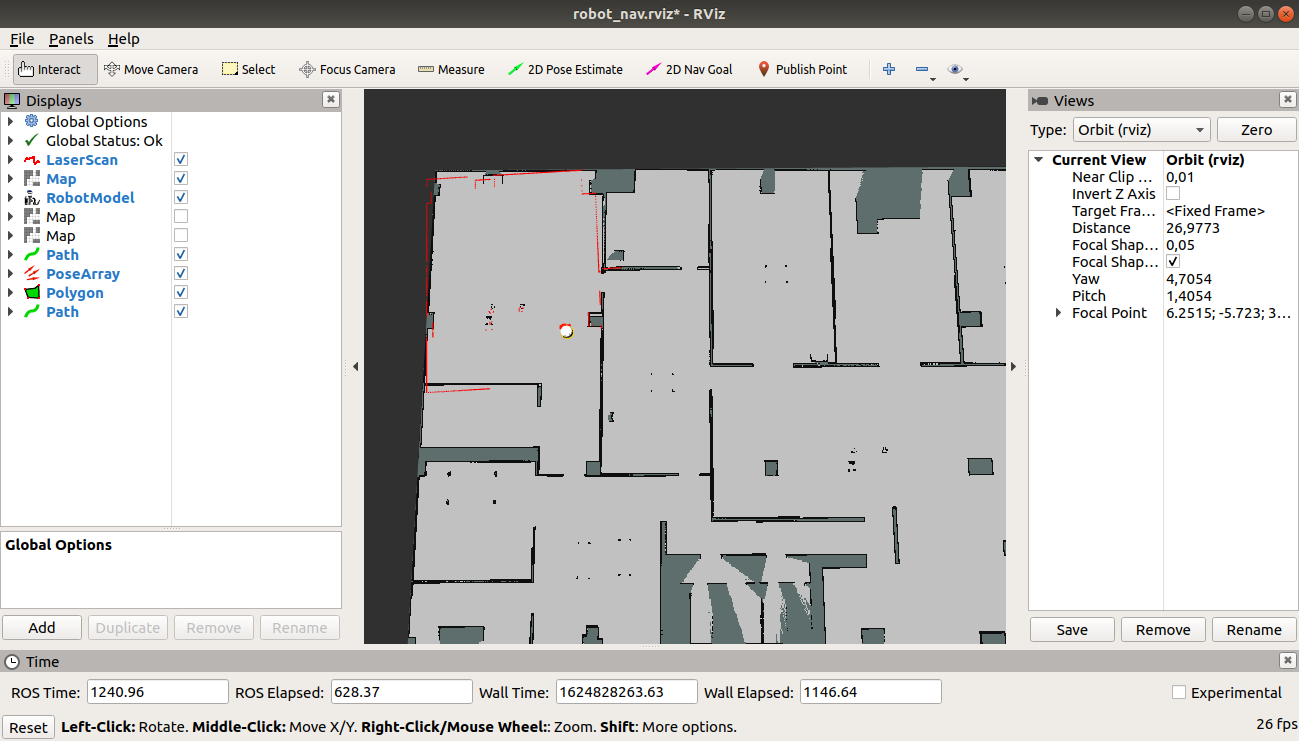 robot_nav.rviz* - RViz
File Panels Help
Interact Move Camera Select Focus Camera Measure 2D Pose Estimate 2D Nav Goal Publish Point
Displays
Global Options
Global Status: Ok
LaserScan
Map
RobotModel
Map
Map
Path
PoseArray
Polygon
Path
Global Options
Add Duplicate Remove Rename
Views
Type: Orbit (rviz) Zero
Current View Orbit (rviz)
Near Clip ... 0,01
Invert Z Axis
Target Fra... <Fixed Frame>
Distance 26,9773
Focal Shap... 0,05
Focal Shap...
Yaw 4,7054
Pitch 1,4054
Focal Point 6.2515; -5.723; 3...
Save Remove Rename
Time
ROS Time: 1240.96 ROS Elapsed: 628.37 Wall Time: 1624828263.63 Wall Elapsed: 1146.64 Experimental
Reset Left-Click: Rotate. Middle-Click: Move X/Y. Right-Click/Mouse Wheel:: Zoom. Shift: More options. 26 fps